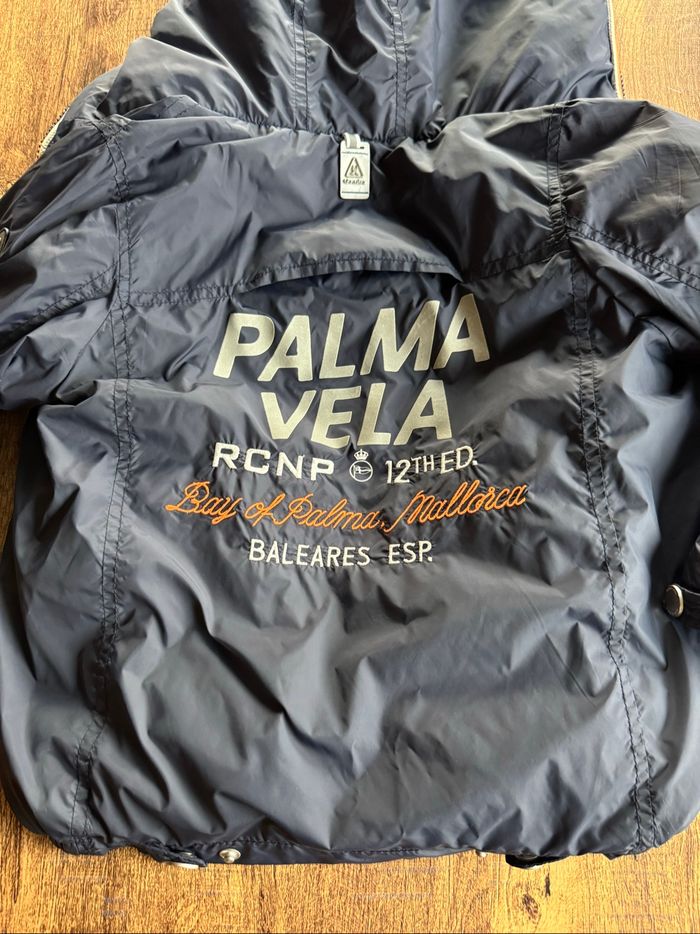 PALMA
VELA
RCNP 12TH ED.
Bay of Palma, Mallorca
BALEARES ESP.